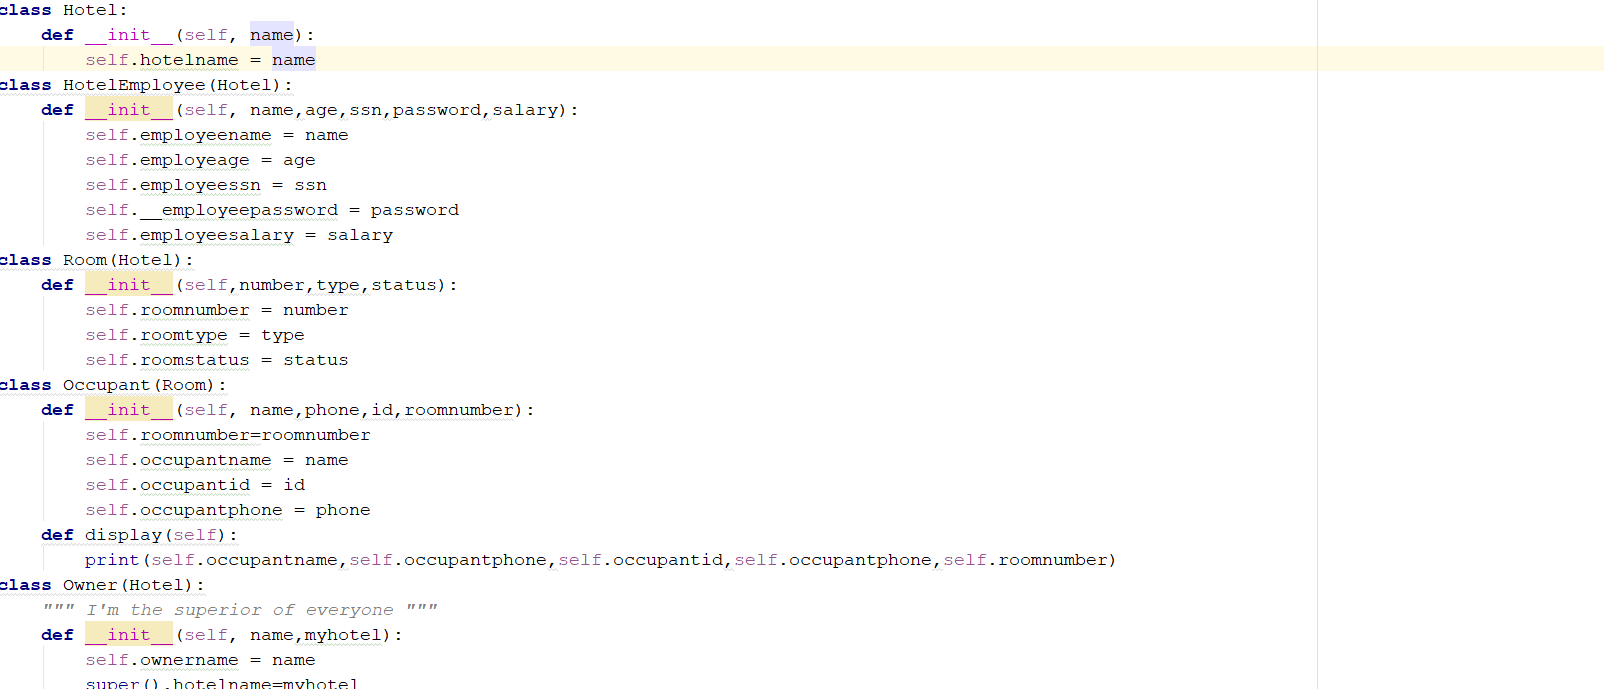 class Hotel:
    def __init__(self, name):
        self.hotelname = name
class HotelEmployee(Hotel):
    def __init__(self, name,age,ssn,password,salary):
        self.employeename = name
        self.employeage = age
        self.employeessn = ssn
        self.__employeepassword = password
        self.employeesalary = salary
class Room(Hotel):
    def __init__(self,number,type,status):
        self.roomnumber = number
        self.roomtype = type
        self.roomstatus = status
class Occupant(Room):
    def __init__(self, name,phone,id,roomnumber):
        self.roomnumber=roomnumber
        self.occupantname = name
        self.occupantid = id
        self.occupantphone = phone
    def display(self):
        print(self.occupantname,self.occupantphone,self.occupantid,self.occupantphone,self.roomnumber)
class Owner(Hotel):
    """ I'm the superior of everyone """
    def __init__(self, name,myhotel):
        self.ownername = name
        super().hotelname=myhotel